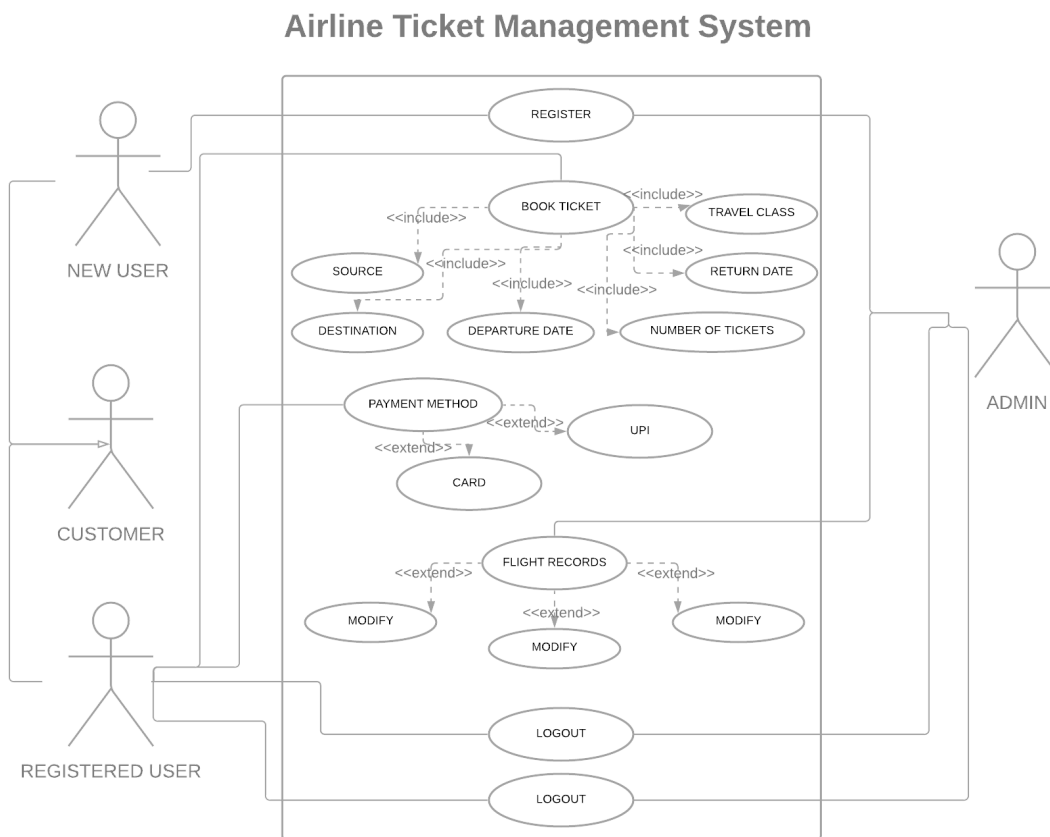 Airline Ticket Management System
REGISTER
BOOK TICKET
<<include>>
TRAVEL CLASS
<<include>>
NEW USER
SOURCE
<<include>>
<<include>>
RETURN DATE
<<include>>
<<include>>
DESTINATION
DEPARTURE DATE
NUMBER OF TICKETS
ADMIN
PAYMENT METHOD
<<extend>>
UPI
<<extend>>
CARD
CUSTOMER
FLIGHT RECORDS
<<extend>>
<<extend>>
<<extend>>
MODIFY
MODIFY
MODIFY
LOGOUT
REGISTERED USER
LOGOUT